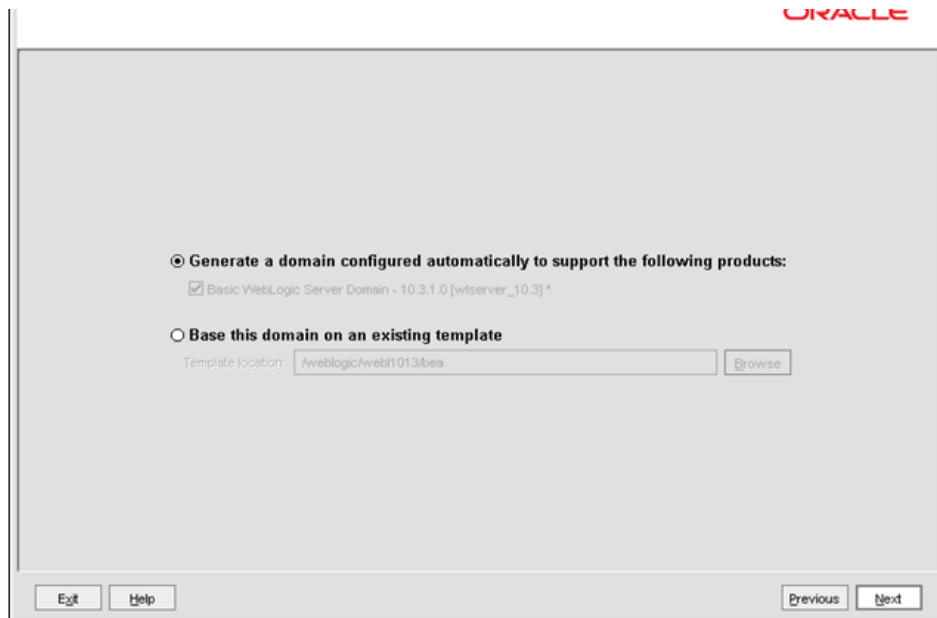 ORACLE
Generate a domain configured automatically to support the following products:
Basic WebLogic Server Domain - 10.3.1.0 [wlserver_10.3] *
Base this domain on an existing template
Template location: /weblogic/webl1013/bea Browse
Exit Help Previous Next